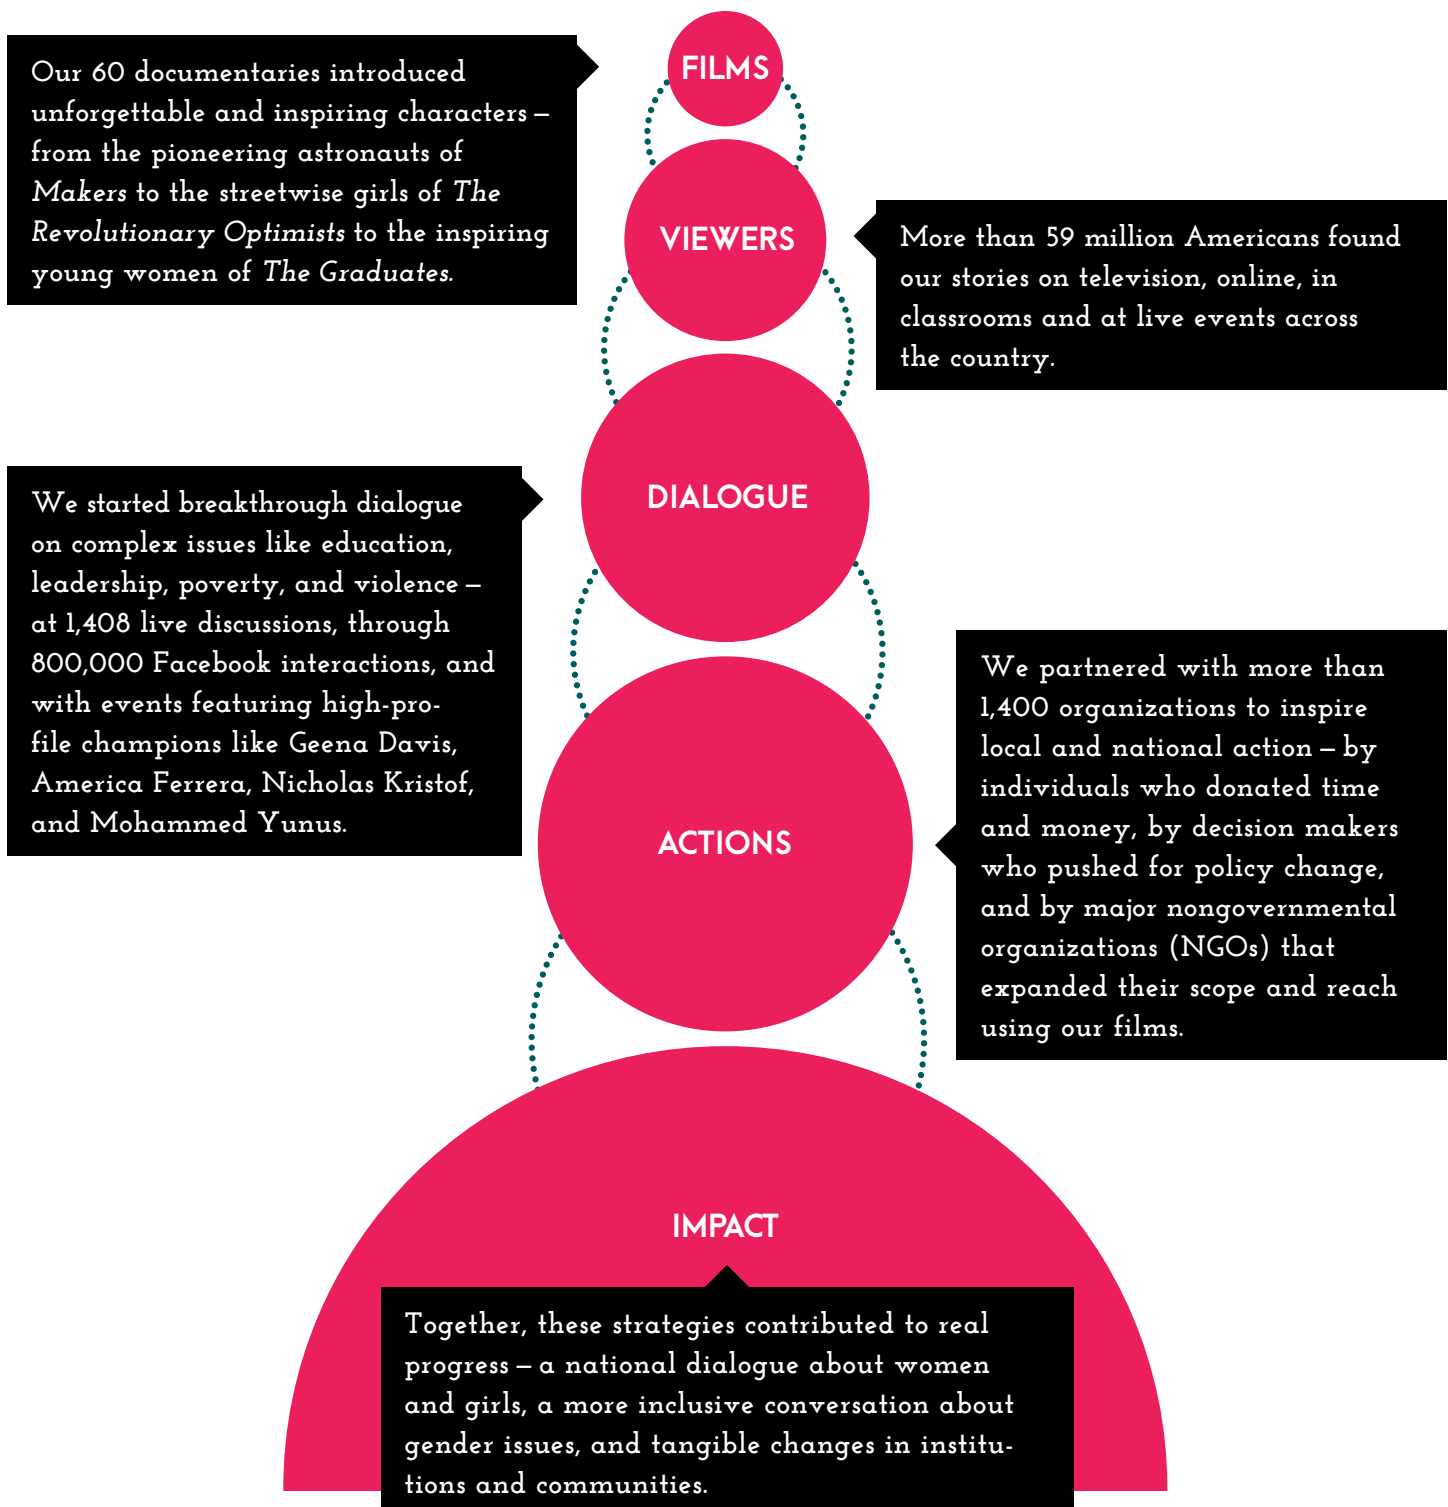 FILMS
Our 60 documentaries introduced
unforgettable and inspiring characters –
from the pioneering astronauts of
Makers to the streetwise girls of The
Revolutionary Optimists to the inspiring
young women of The Graduates.
VIEWERS
More than 59 million Americans found
our stories on television, online, in
classrooms and at live events across
the country.
DIALOGUE
We started breakthrough dialogue
on complex issues like education,
leadership, poverty, and violence –
at 1,408 live discussions, through
800,000 Facebook interactions, and
with events featuring high-pro-
file champions like Geena Davis,
America Ferrera, Nicholas Kristof,
and Mohammed Yunus.
ACTIONS
We partnered with more than
1,400 organizations to inspire
local and national action – by
individuals who donated time
and money, by decision makers
who pushed for policy change,
and by major nongovernmental
organizations (NGOs) that
expanded their scope and reach
using our films.
IMPACT
Together, these strategies contributed to real
progress – a national dialogue about women
and girls, a more inclusive conversation about
gender issues, and tangible changes in institu-
tions and communities.